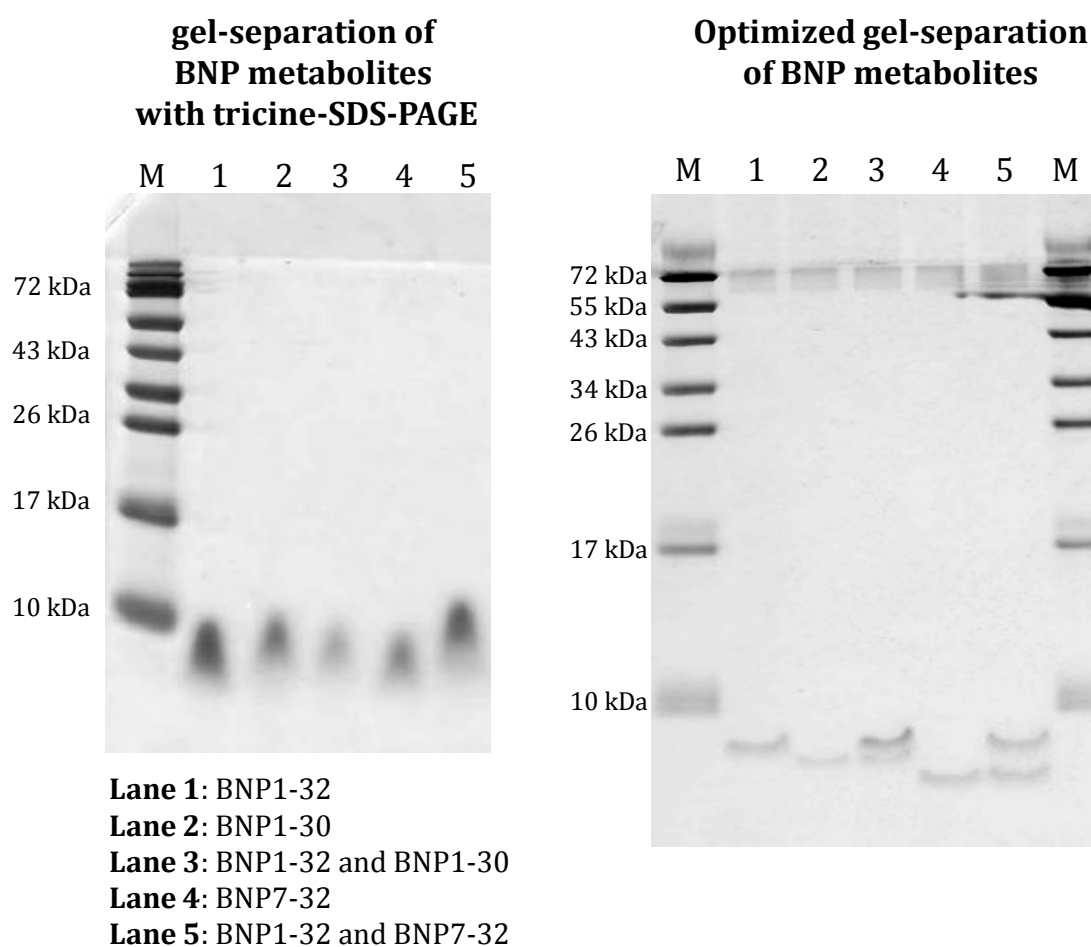 gel-separation of
BNP metabolites
with tricine-SDS-PAGE
M 1 2 3 4 5
72 kDa
43 kDa
26 kDa
17 kDa
10 kDa
Lane 1: BNP1-32
Lane 2: BNP1-30
Lane 3: BNP1-32 and BNP1-30
Lane 4: BNP7-32
Lane 5: BNP1-32 and BNP7-32
Optimized gel-separation
of BNP metabolites
M 1 2 3 4 5 M
72 kDa
55 kDa
43 kDa
34 kDa
26 kDa
17 kDa
10 kDa